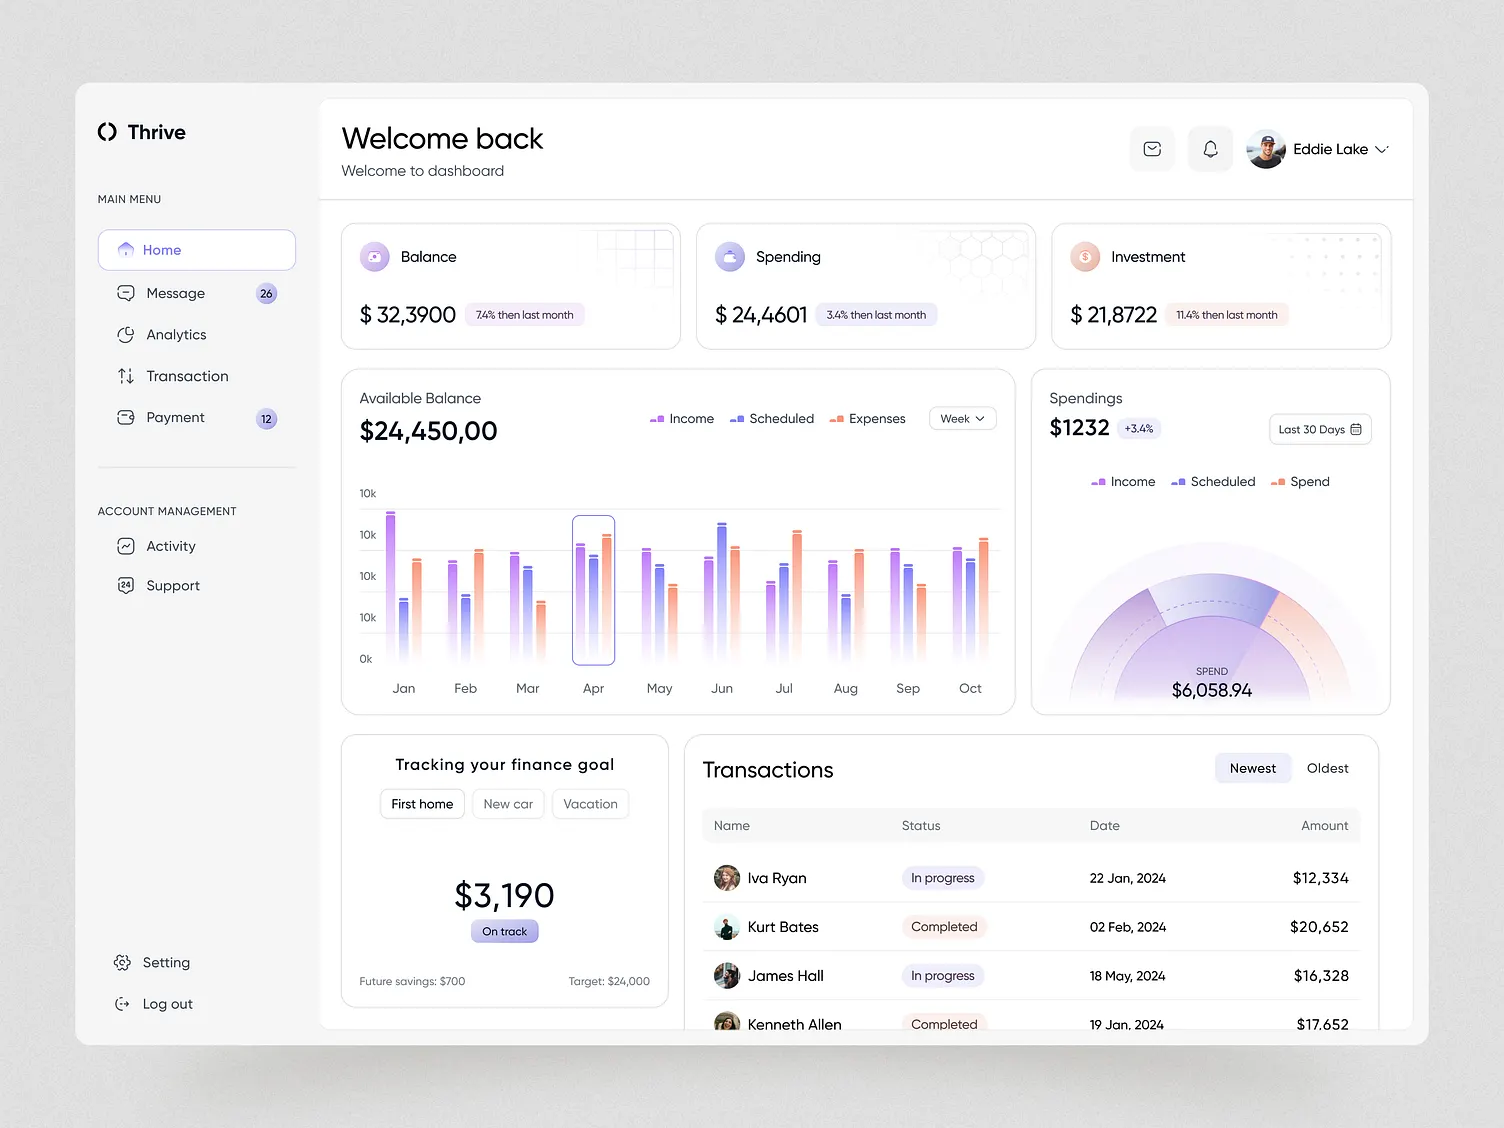 Thrive
MAIN MENU
Home
Message 26
Analytics
Transaction
Payment 12
ACCOUNT MANAGEMENT
Activity
24 Support
Setting
Log out
Welcome back
Welcome to dashboard
Eddie Lake
Balance
$ 32,3900 7.4% then last month
Spending
$ 24,4601 3.4% then last month
$ Investment
$ 21,8722 11.4% then last month
Available Balance
$24,450,00
Income Scheduled Expenses Week
10k
10k
10k
10k
0k
Jan Feb Mar Apr May Jun Jul Aug Sep Oct
Spendings
$1232 +3.4%
Last 30 Days
Income Scheduled Spend
SPEND
$6,058.94
Tracking your finance goal
First home New car Vacation
$3,190
On track
Future savings: $700 Target: $24,000
Transactions
Newest Oldest
Name Status Date Amount
Iva Ryan In progress 22 Jan, 2024 $12,334
Kurt Bates Completed 02 Feb, 2024 $20,652
James Hall In progress 18 May, 2024 $16,328
Kenneth Allen Completed 19 Jan, 2024 $17,652